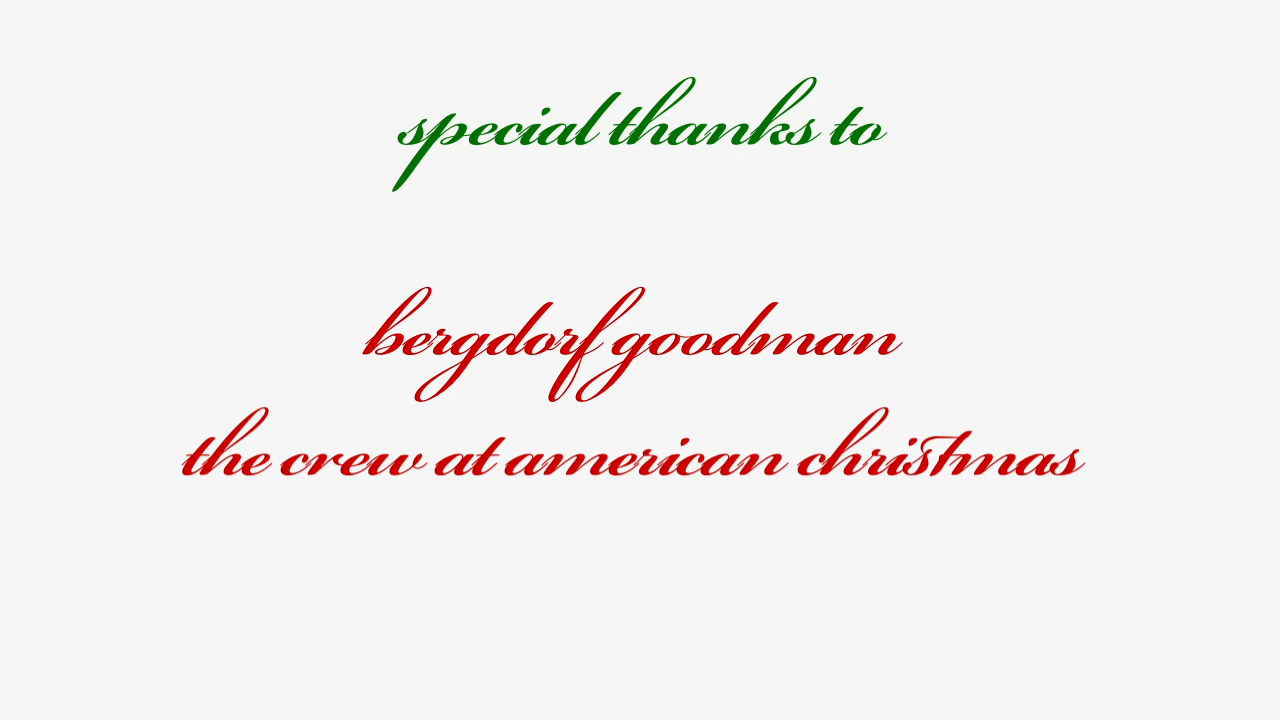 special thanks to
bergdorf goodman
the crew at american christmas